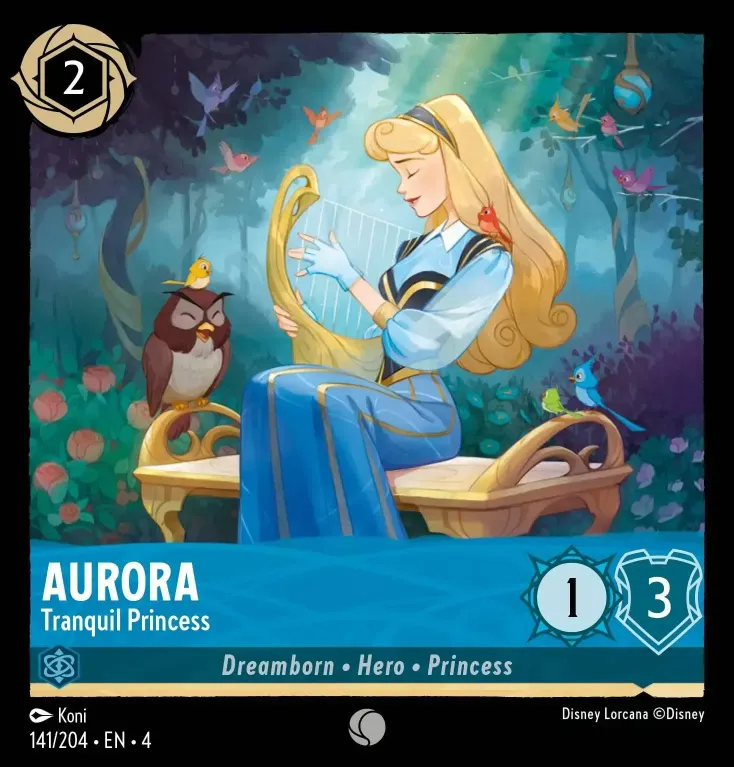 2
AURORA
Tranquil Princess
1
3
Dreamborn • Hero • Princess
Koni
Disney Lorcana ©Disney
141/204 • EN • 4